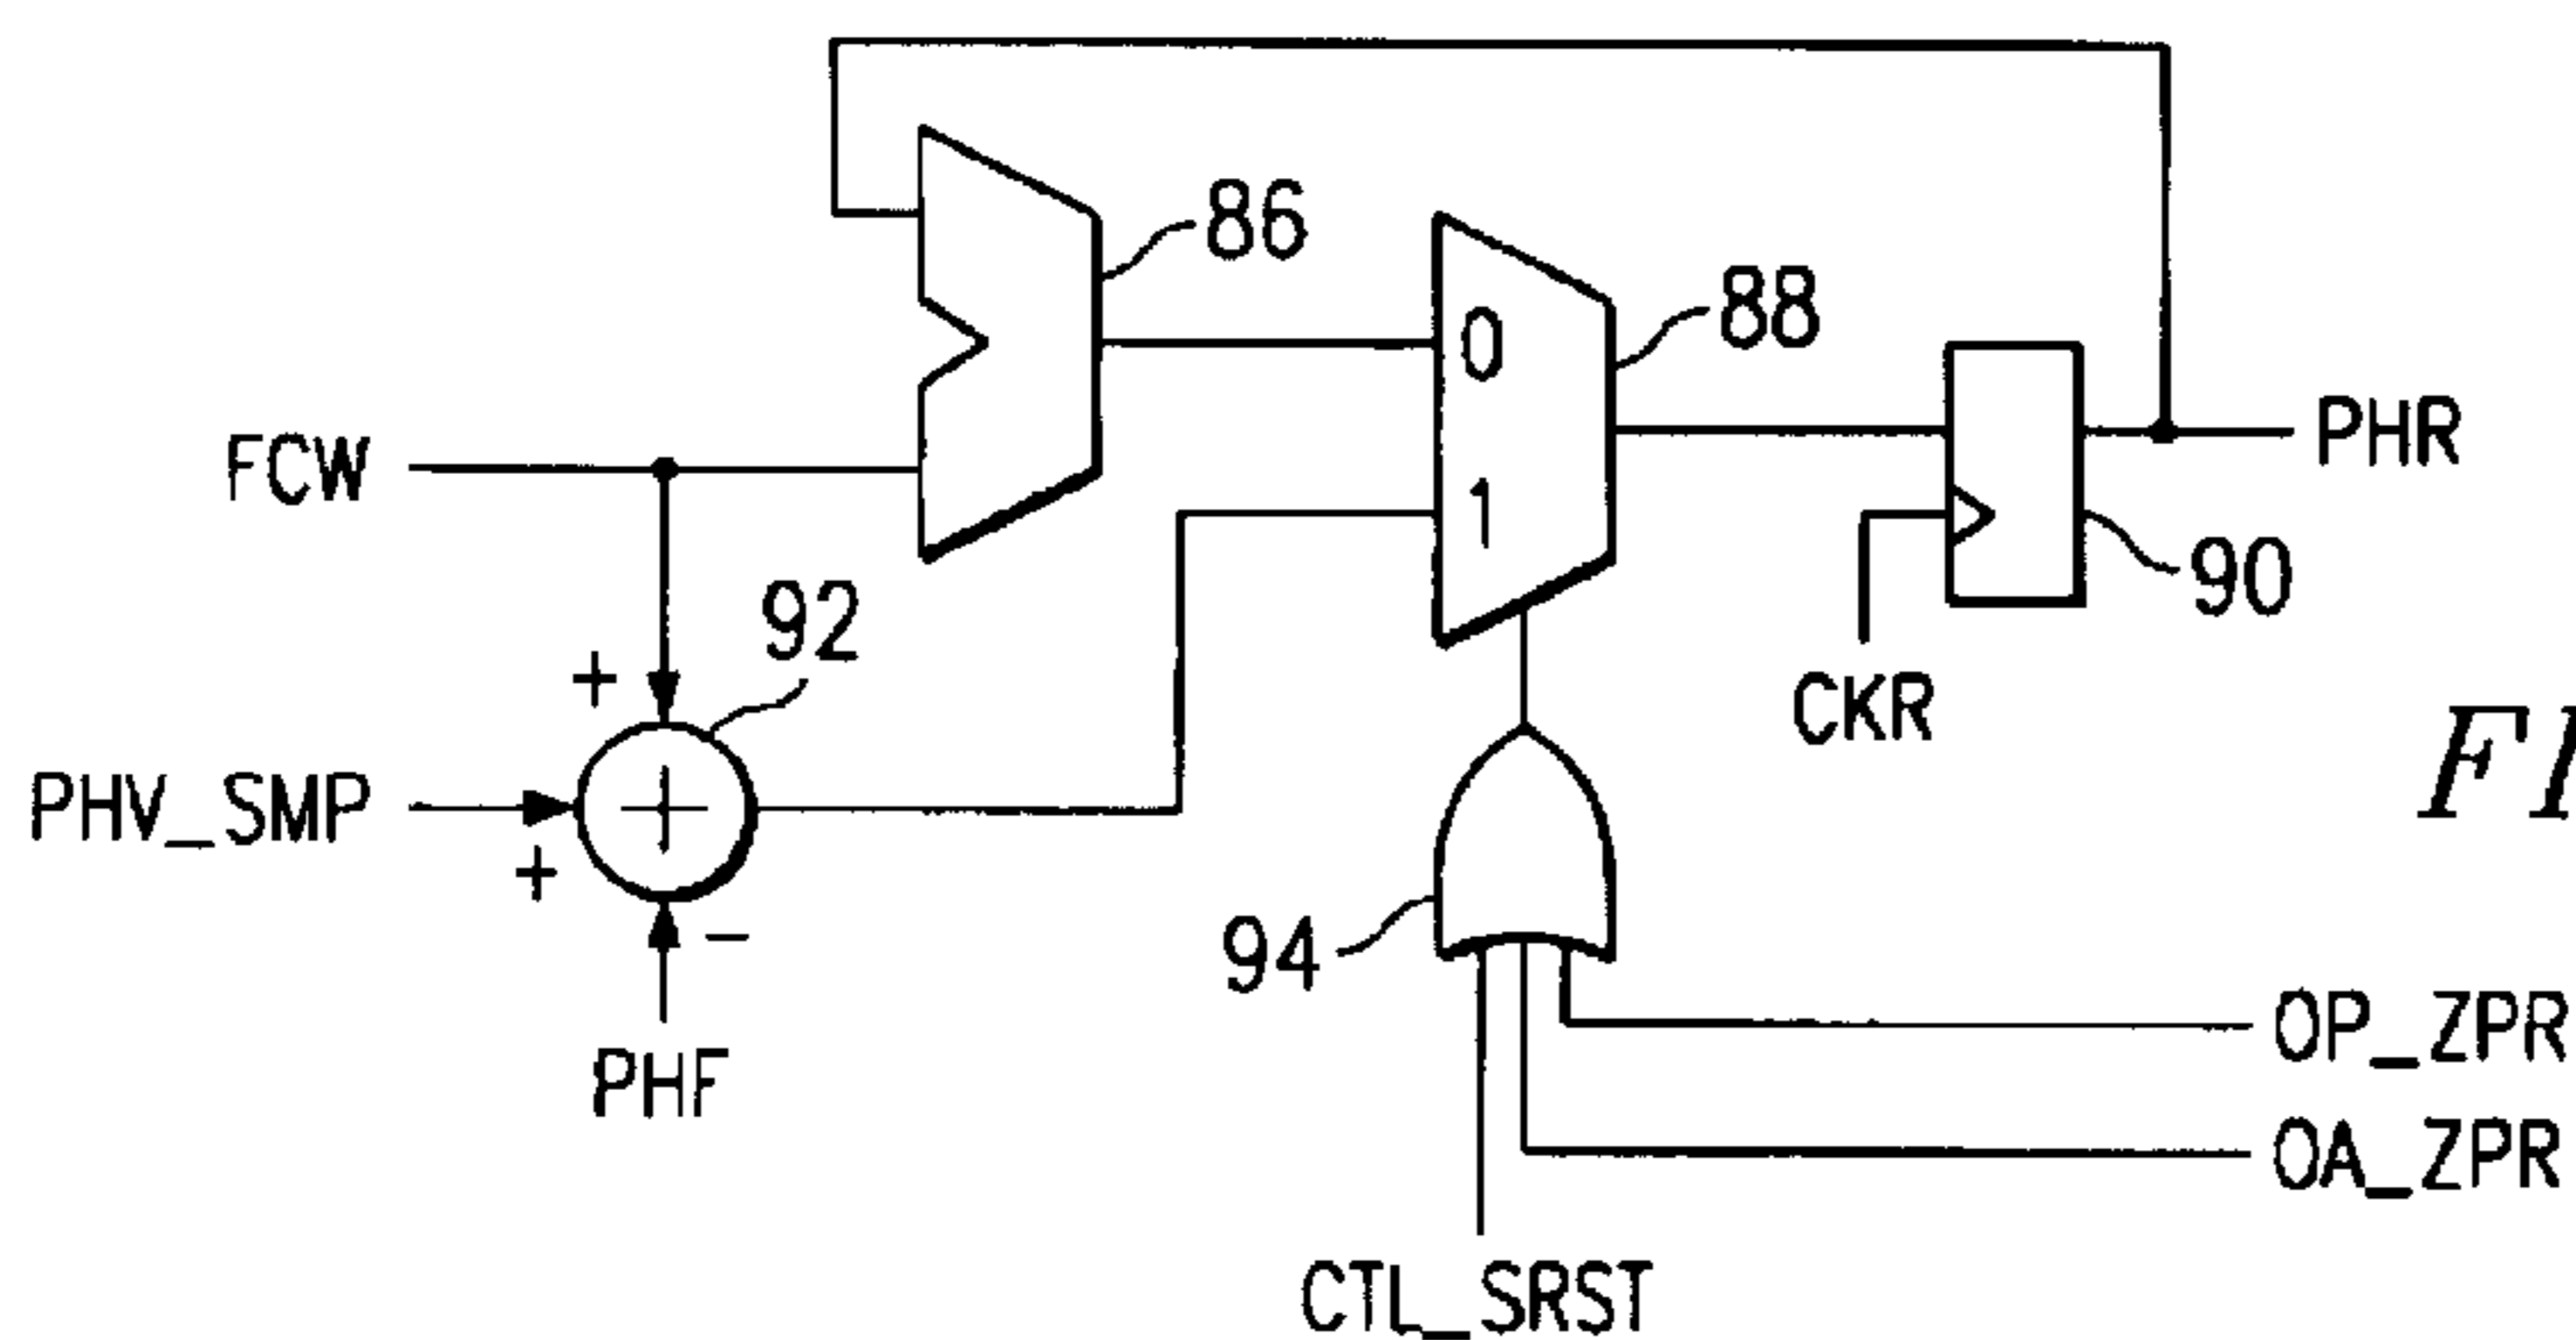 86
88
0
PHR
FCW
1
90
92
+
CKR
PHV_SMP
+
+
94
-
OP_ZPR
PHF
OA_ZPR
CTL_SRST